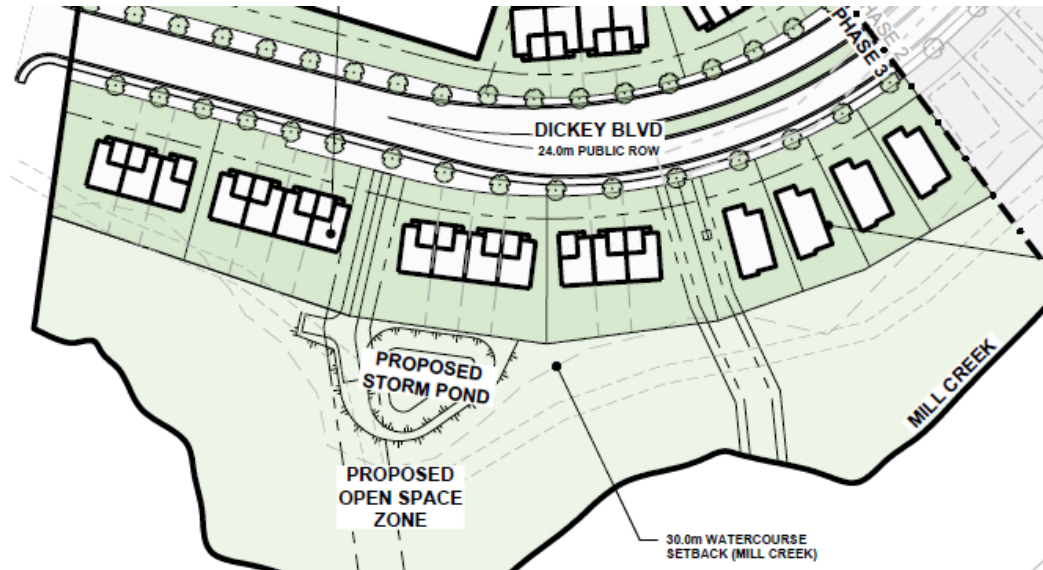 PHASE 2
PHASE 3
DICKEY BLVD
24.0m PUBLIC ROW
PROPOSED
STORM POND
MILL CREEK
PROPOSED
OPEN SPACE
ZONE
30.0m WATERCOURSE
SETBACK (MILL CREEK)